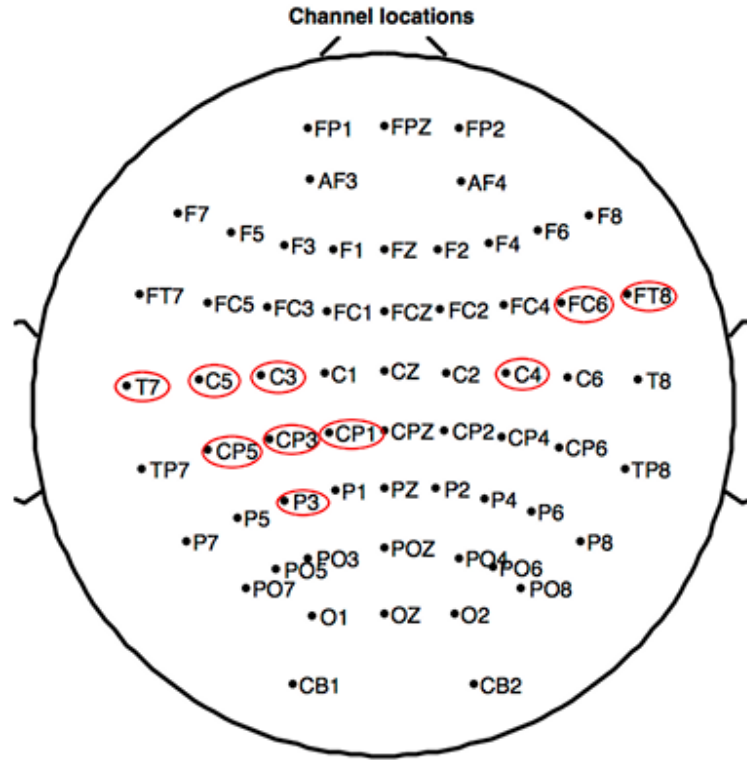 Channel locations
FP1 FPZ FP2
AF3 AF4
F7 F5 F3 F1 FZ F2 F4 F6 F8
FT7 FC5 FC3 FC1 FCZ FC2 FC4 FC6 FT8
T7 C5 C3 C1 CZ C2 C4 C6 T8
TP7 CP5 CP3 CP1 CPZ CP2 CP4 CP6 TP8
P7 P5 P3 P1 PZ P2 P4 P6 P8
PO7 PO5 PO3 POZ PO4 PO6 PO8
O1 OZ O2
CB1 CB2